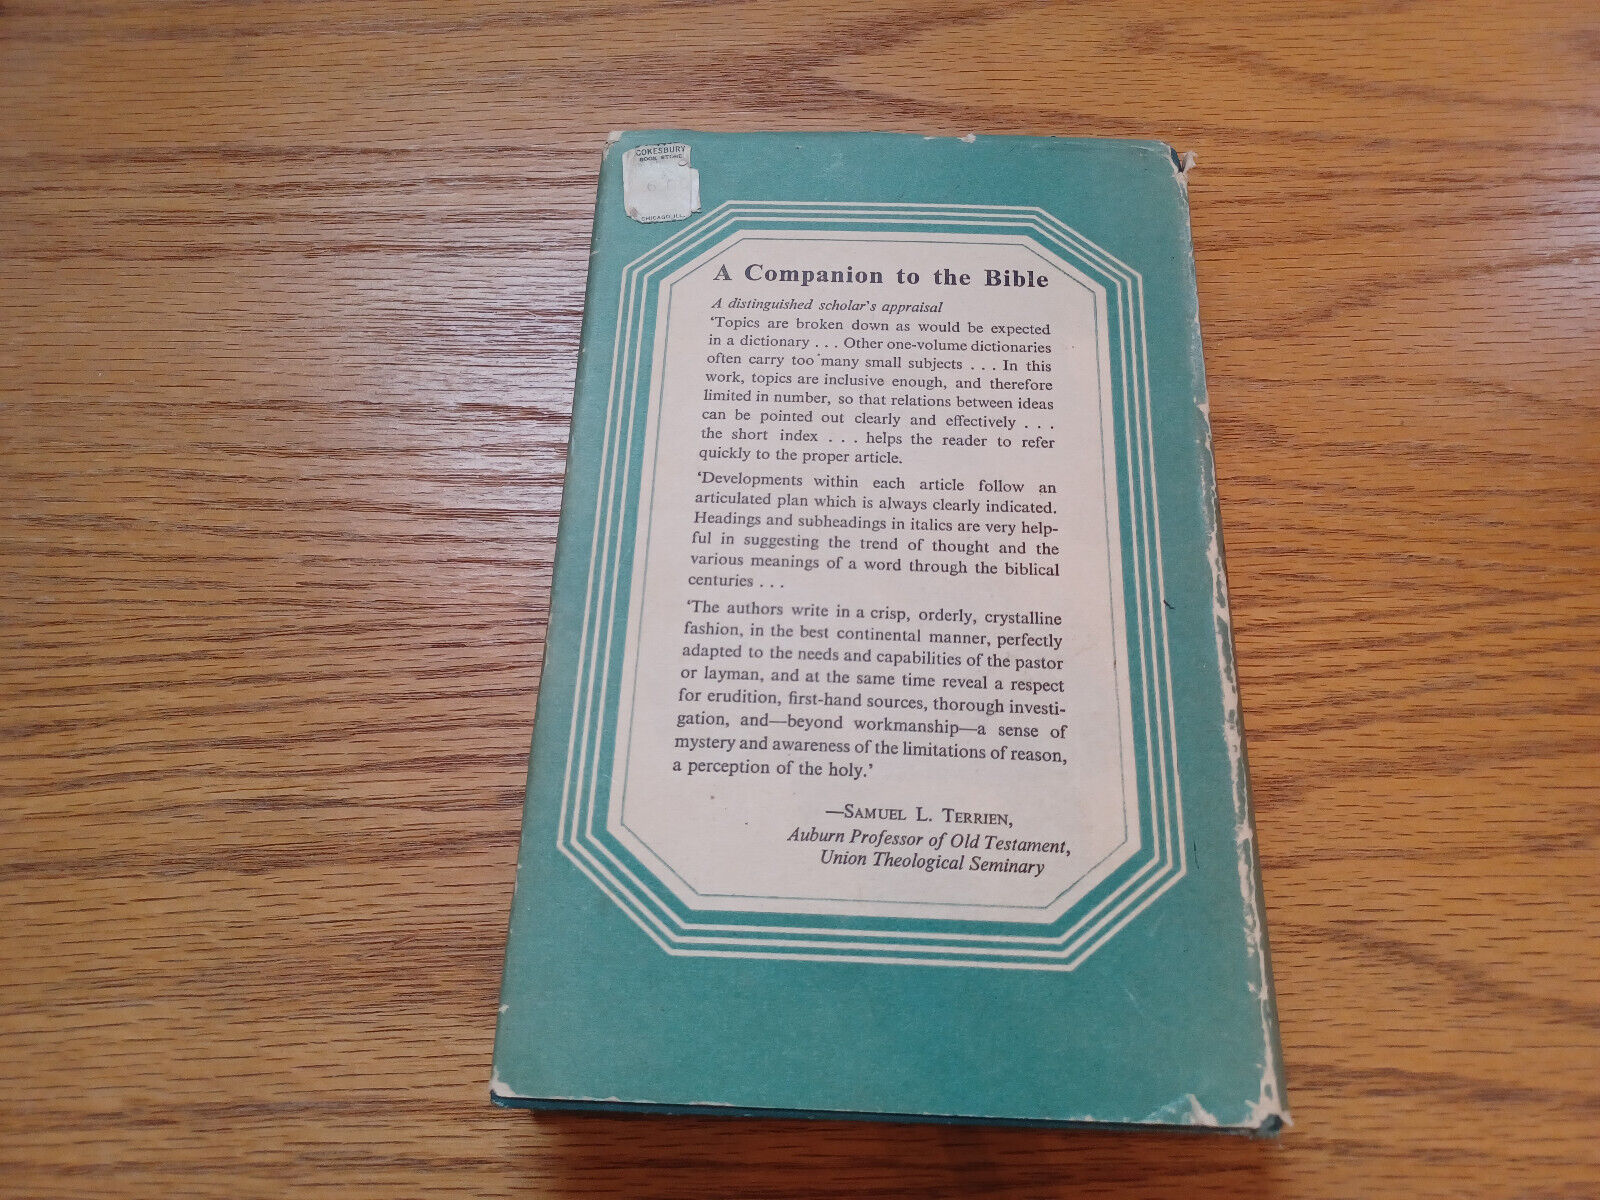 COKESBURY
BOOK STORE
CHICAGO, ILL.
A Companion to the Bible
A distinguished scholar's appraisal
‘Topics are broken down as would be expected
in a dictionary . . . Other one-volume dictionaries
often carry too many small subjects . . . In this
work, topics are inclusive enough, and therefore
limited in number, so that relations between ideas
can be pointed out clearly and effectively . . .
the short index . . . helps the reader to refer
quickly to the proper article.
‘Developments within each article follow an
articulated plan which is always clearly indicated.
Headings and subheadings in italics are very help-
ful in suggesting the trend of thought and the
various meanings of a word through the biblical
centuries . . .
‘The authors write in a crisp, orderly, crystalline
fashion, in the best continental manner, perfectly
adapted to the needs and capabilities of the pastor
or layman, and at the same time reveal a respect
for erudition, first-hand sources, thorough investi-
gation, and—beyond workmanship—a sense of
mystery and awareness of the limitations of reason,
a perception of the holy.’
—SAMUEL L. TERRIEN,
Auburn Professor of Old Testament,
Union Theological Seminary